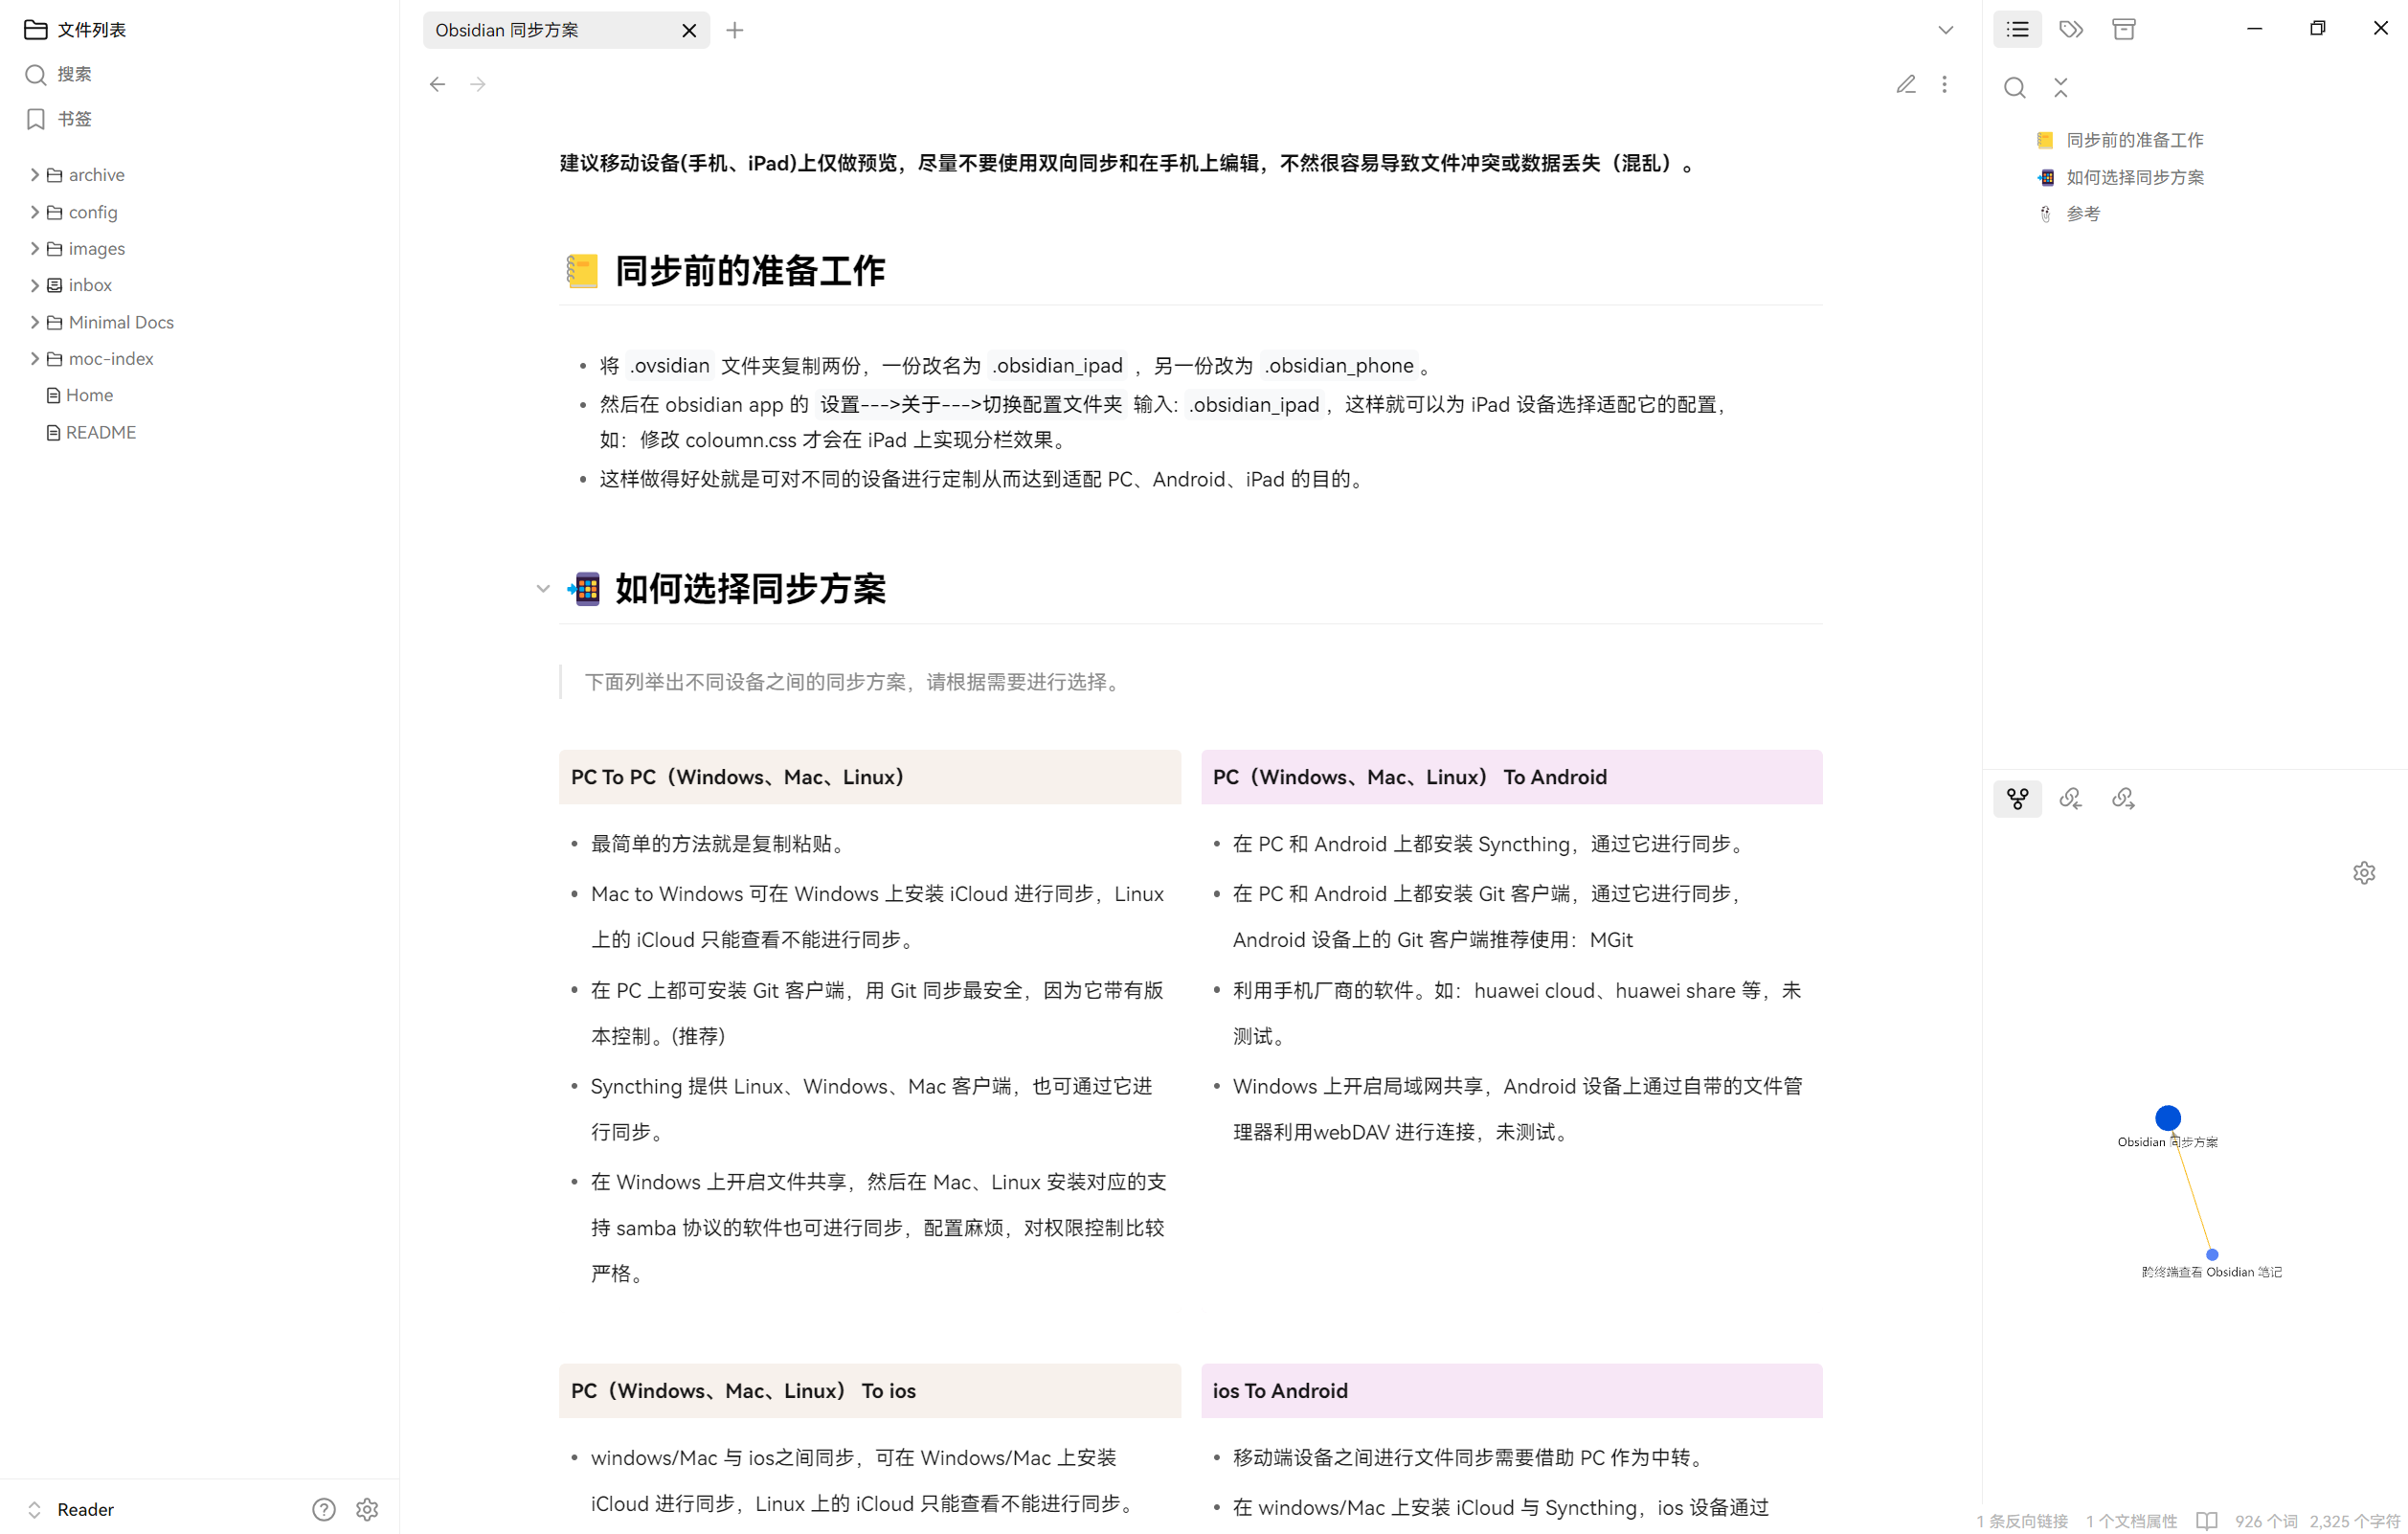 文件列表
搜索
书签
archive
config
images
inbox
Minimal Docs
moc-index
Home
README
Reader
Obsidian 同步方案
建议移动设备(手机、iPad)上仅做预览，尽量不要使用双向同步和在手机上编辑，不然很容易导致文件冲突或数据丢失（混乱）。
📒 同步前的准备工作
• 将 .ovsidian 文件夹复制两份，一份改名为 .obsidian_ipad ，另一份改为 .obsidian_phone 。
• 然后在 obsidian app 的 设置--->关于--->切换配置文件夹 输入: .obsidian_ipad ，这样就可以为 iPad 设备选择适配它的配置，
如：修改 coloumn.css 才会在 iPad 上实现分栏效果。
• 这样做得好处就是可对不同的设备进行定制从而达到适配 PC、Android、iPad 的目的。
📲 如何选择同步方案
下面列举出不同设备之间的同步方案，请根据需要进行选择。
PC To PC（Windows、Mac、Linux）
• 最简单的方法就是复制粘贴。
• Mac to Windows 可在 Windows 上安装 iCloud 进行同步，Linux
上的 iCloud 只能查看不能进行同步。
• 在 PC 上都可安装 Git 客户端，用 Git 同步最安全，因为它带有版
本控制。(推荐)
• Syncthing 提供 Linux、Windows、Mac 客户端，也可通过它进
行同步。
• 在 Windows 上开启文件共享，然后在 Mac、Linux 安装对应的支
持 samba 协议的软件也可进行同步，配置麻烦，对权限控制比较
严格。
PC（Windows、Mac、Linux） To Android
• 在 PC 和 Android 上都安装 Syncthing，通过它进行同步。
• 在 PC 和 Android 上都安装 Git 客户端，通过它进行同步，
Android 设备上的 Git 客户端推荐使用：MGit
• 利用手机厂商的软件。如：huawei cloud、huawei share 等，未
测试。
• Windows 上开启局域网共享，Android 设备上通过自带的文件管
理器利用webDAV 进行连接，未测试。
PC（Windows、Mac、Linux） To ios
• windows/Mac 与 ios之间同步，可在 Windows/Mac 上安装
iCloud 进行同步，Linux 上的 iCloud 只能查看不能进行同步。
ios To Android
• 移动端设备之间进行文件同步需要借助 PC 作为中转。
• 在 windows/Mac 上安装 iCloud 与 Syncthing，ios 设备通过
📒 同步前的准备工作
📲 如何选择同步方案
🖇 参考
Obsidian 同步方案
跨终端查看 Obsidian 笔记
1 条反向链接 1 个文档属性 926 个词 2,325 个字符